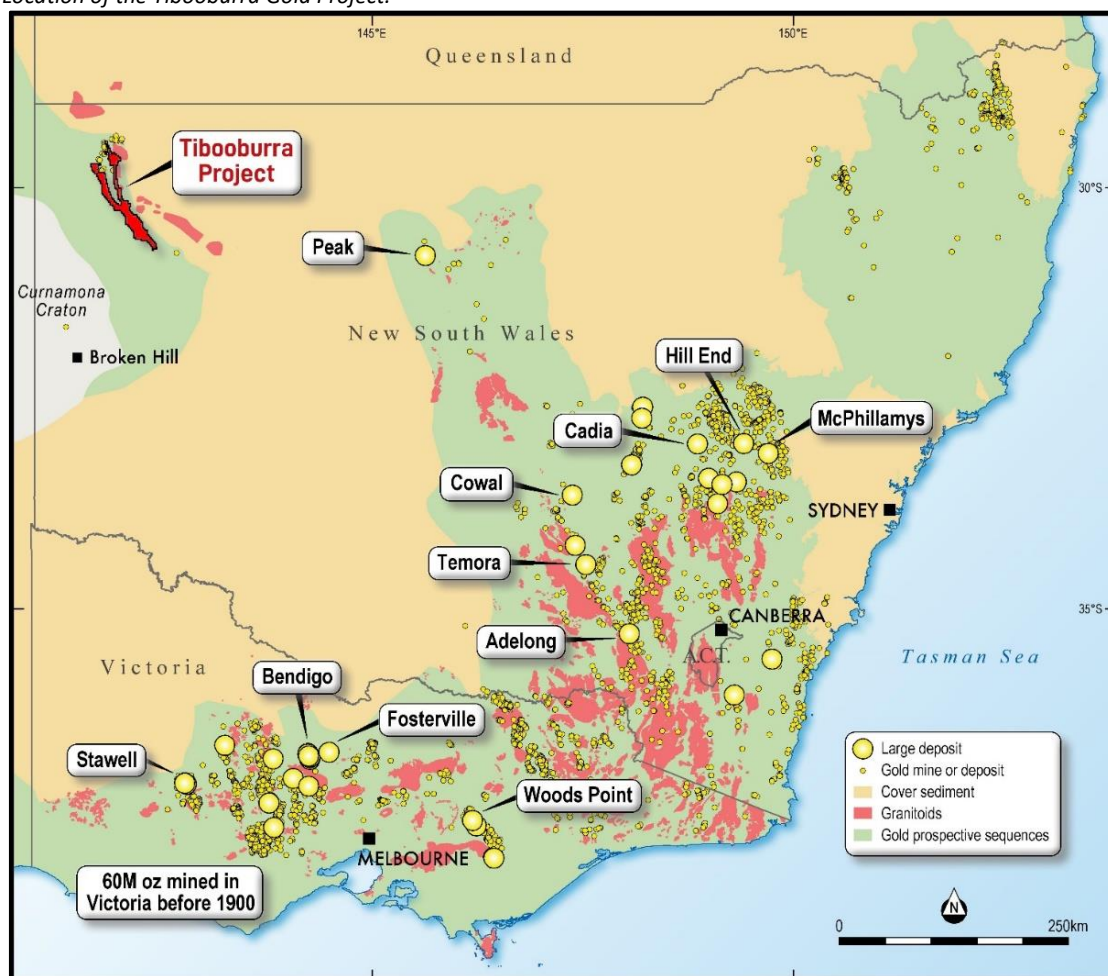 Location of the Tibooburra Gold Project.
145°E
150°E
Queensland
Tibooburra
Project
30°S
Peak
Curnamona
Craton
Broken Hill
New South Wales
Hill End
McPhillamys
Cadia
Cowal
SYDNEY
Temora
CANBERRA
35°S
Adelong
A.C.T.
Victoria
Tasman Sea
Bendigo
Fosterville
Stawell
Woods Point
MELBOURNE
60M oz mined in
Victoria before 1900
Large deposit
Gold mine or deposit
Cover sediment
Granitoids
Gold prospective sequences
N
0
250km